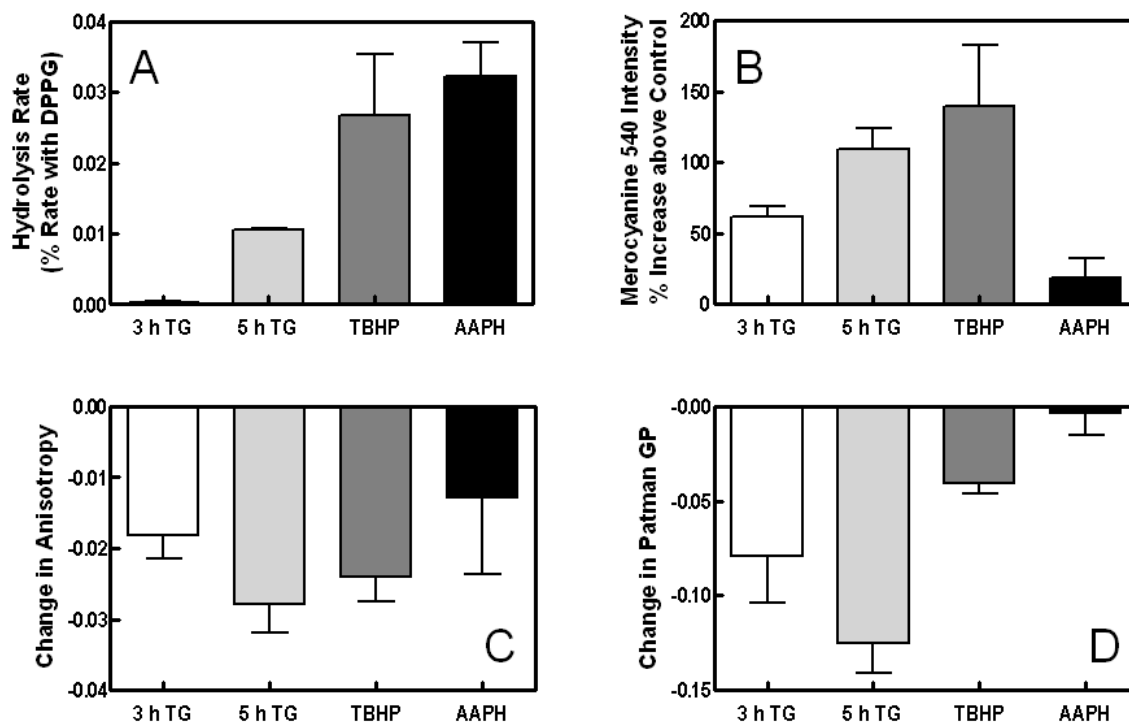 A
Hydrolysis Rate
(% Rate with DPPG)
0.04
0.03
0.02
0.01
0.00
3 h TG 5 h TG TBHP AAPH
B
Merocyanine 540 Intensity
% Increase above Control
200
150
100
50
0
3 h TG 5 h TG TBHP AAPH
C
Change in Anisotropy
0.00
-0.01
-0.02
-0.03
-0.04
3 h TG 5 h TG TBHP AAPH
D
Change in Patman GP
-0.00
-0.05
-0.10
-0.15
3 h TG 5 h TG TBHP AAPH